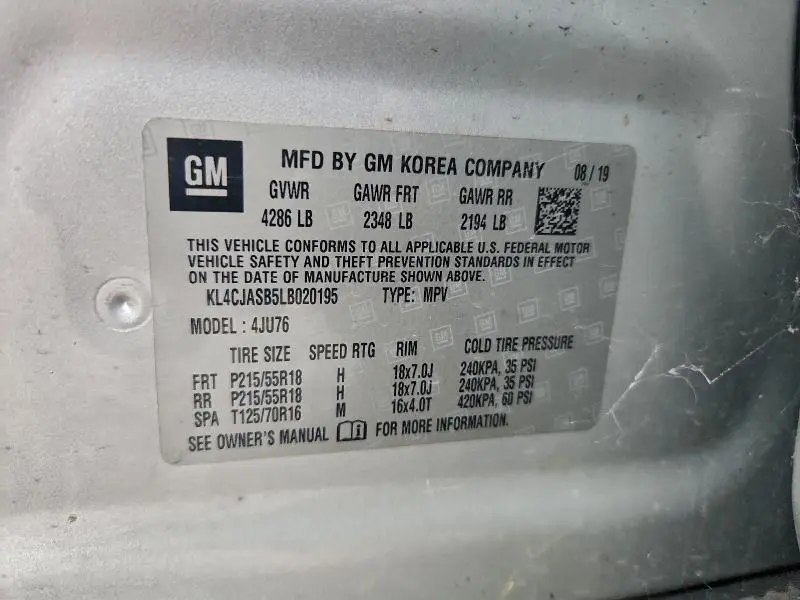 GM MFD BY GM KOREA COMPANY 08/19
GVWR GAWR FRT GAWR RR
4286 LB 2348 LB 2194 LB
THIS VEHICLE CONFORMS TO ALL APPLICABLE U.S. FEDERAL MOTOR
VEHICLE SAFETY AND THEFT PREVENTION STANDARDS IN EFFECT
ON THE DATE OF MANUFACTURE SHOWN ABOVE.
KL4CJASB5LB020195 TYPE: MPV
MODEL : 4JU76
TIRE SIZE SPEED RTG RIM COLD TIRE PRESSURE
FRT P215/55R18 H 18x7.0J 240KPA, 35 PSI
RR P215/55R18 H 18x7.0J 240KPA, 35 PSI
SPA T125/70R16 M 16x4.0T 420KPA, 60 PSI
SEE OWNER'S MANUAL FOR MORE INFORMATION.